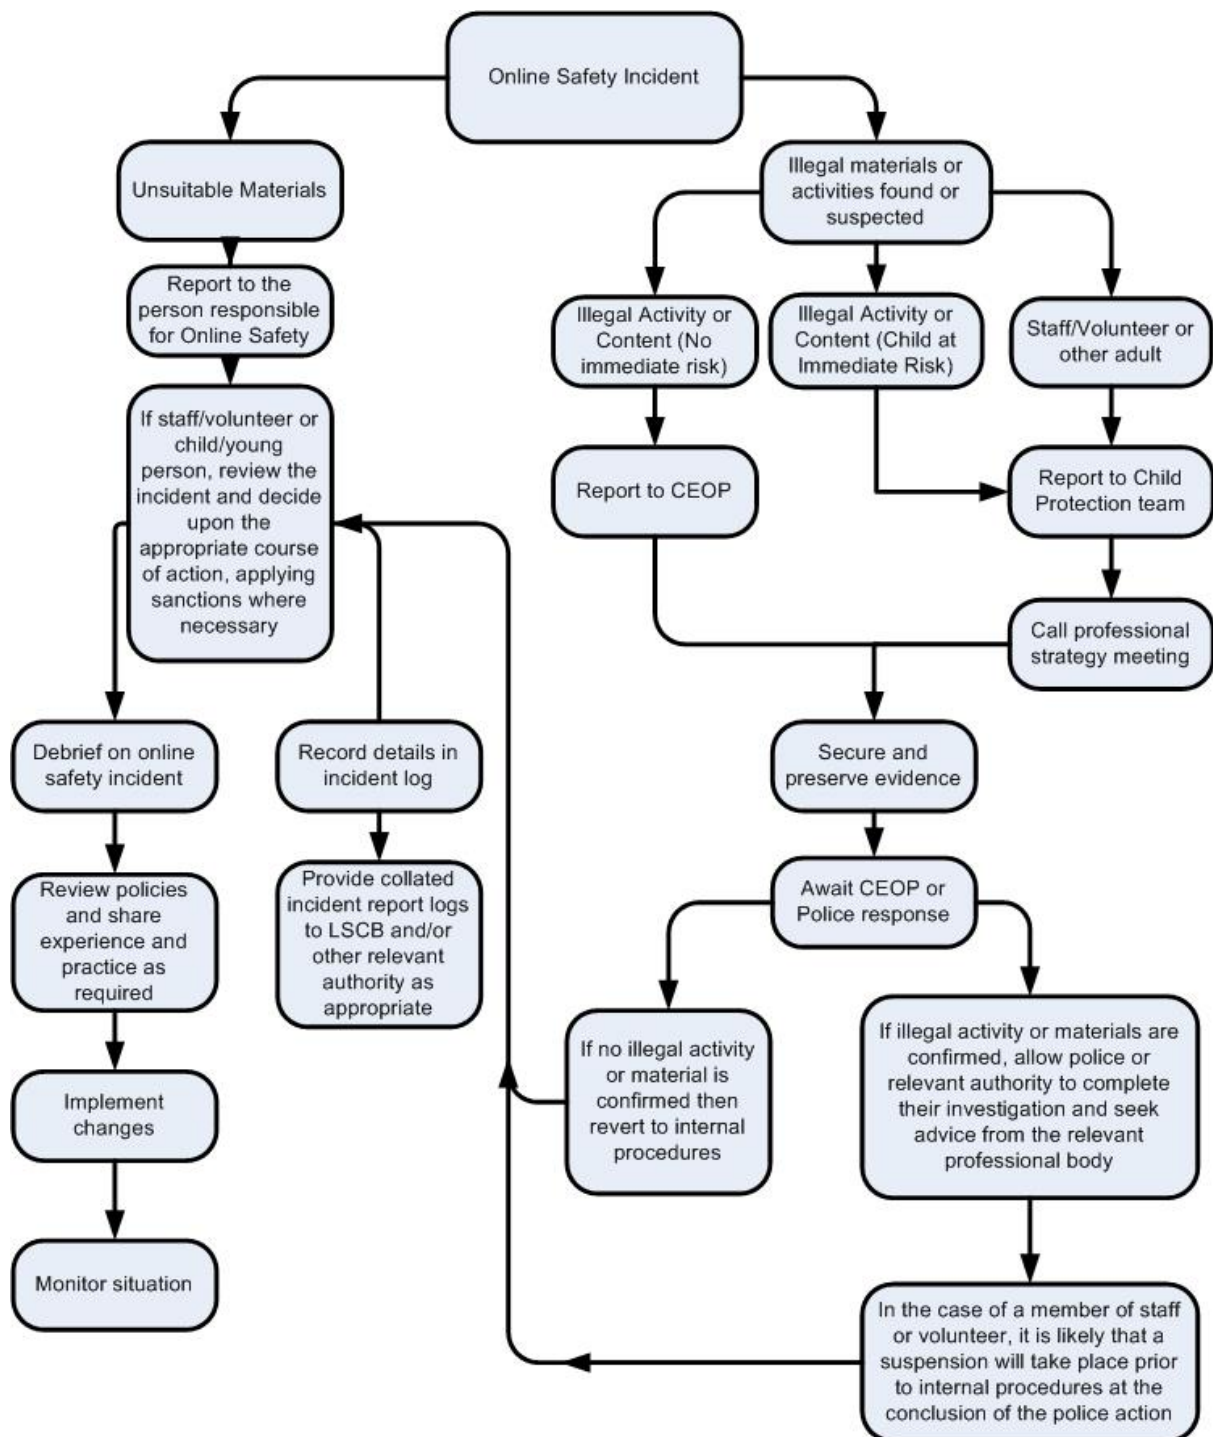 Online Safety Incident
Unsuitable Materials
Report to the
person responsible
for Online Safety
If staff/volunteer or
child/young
person, review the
incident and decide
upon the
appropriate course
of action, applying
sanctions where
necessary
Debrief on online
safety incident
Review policies
and share
experience and
practice as
required
Implement
changes
Monitor situation
Record details in
incident log
Provide collated
incident report logs
to LSCB and/or
other relevant
authority as
appropriate
Illegal materials or
activities found or
suspected
Illegal Activity or
Content (No
immediate risk)
Illegal Activity or
Content (Child at
Immediate Risk)
Staff/Volunteer or
other adult
Report to CEOP
Report to Child
Protection team
Call professional
strategy meeting
Secure and
preserve evidence
Await CEOP or
Police response
If no illegal activity
or material is
confirmed then
revert to internal
procedures
If illegal activity or materials are
confirmed, allow police or
relevant authority to complete
their investigation and seek
advice from the relevant
professional body
In the case of a member of staff
or volunteer, it is likely that a
suspension will take place prior
to internal procedures at the
conclusion of the police action